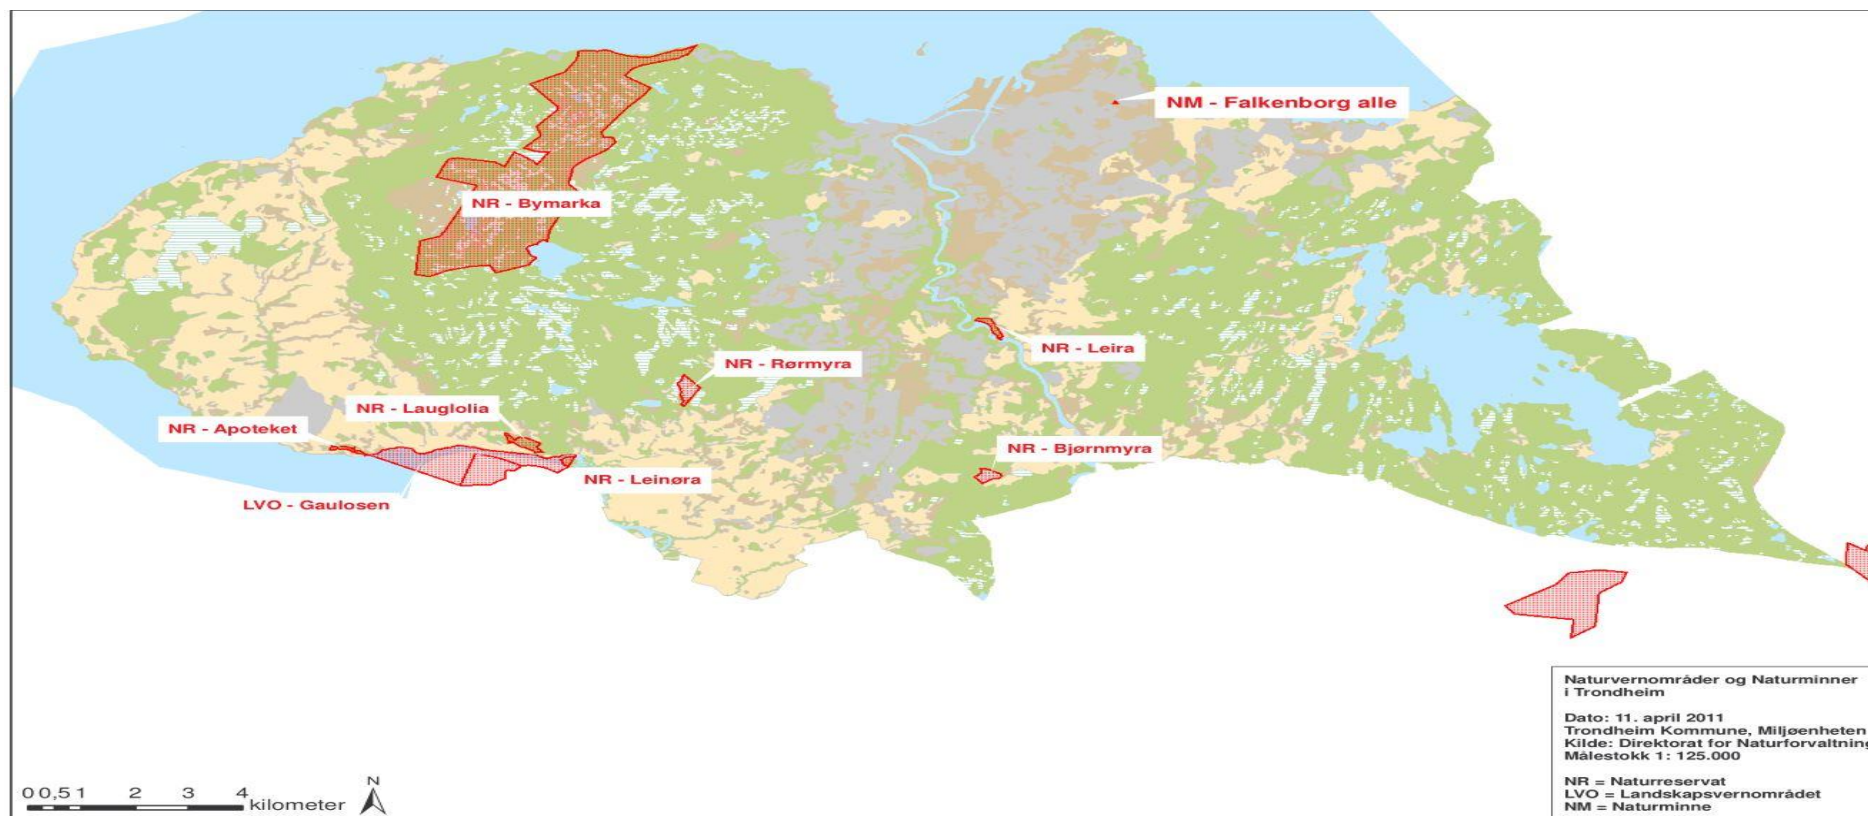 NM - Falkenborg alle
NR - Bymarka
NR - Leira
NR - Rørmyra
NR - Lauglolia
NR - Apoteket
NR - Bjørnmyra
NR - Leinøra
LVO - Gaulosen
Naturvernområder og Naturminner
i Trondheim
Dato: 11. april 2011
Trondheim Kommune, Miljøenheten
Kilde: Direktorat for Naturforvaltning
Målestokk 1: 125.000
NR = Naturreservat
LVO = Landskapsvernområdet
NM = Naturminne
N
0 0,5 1 2 3 4
kilometer